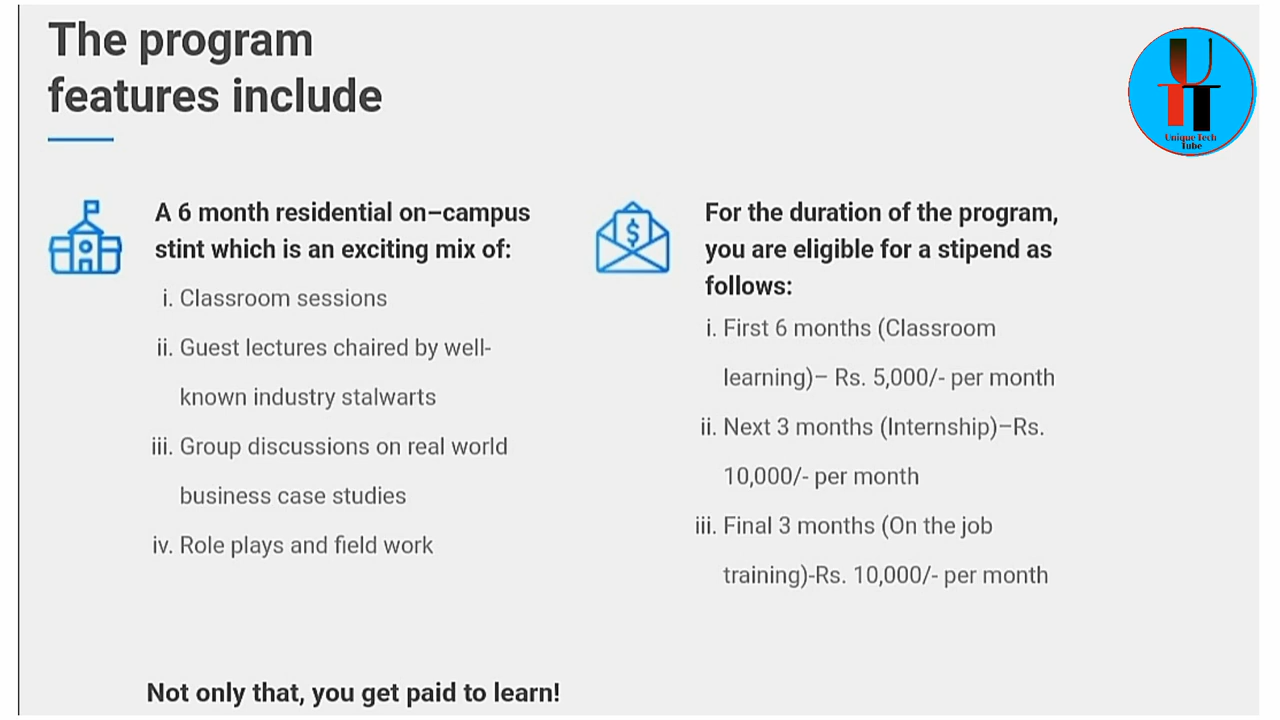 The program
features include
Unique Tech
Tube
A 6 month residential on–campus
stint which is an exciting mix of:
i. Classroom sessions
ii. Guest lectures chaired by well-
known industry stalwarts
iii. Group discussions on real world
business case studies
iv. Role plays and field work
$
For the duration of the program,
you are eligible for a stipend as
follows:
i. First 6 months (Classroom
learning)– Rs. 5,000/- per month
ii. Next 3 months (Internship)–Rs.
10,000/- per month
iii. Final 3 months (On the job
training)-Rs. 10,000/- per month
Not only that, you get paid to learn!